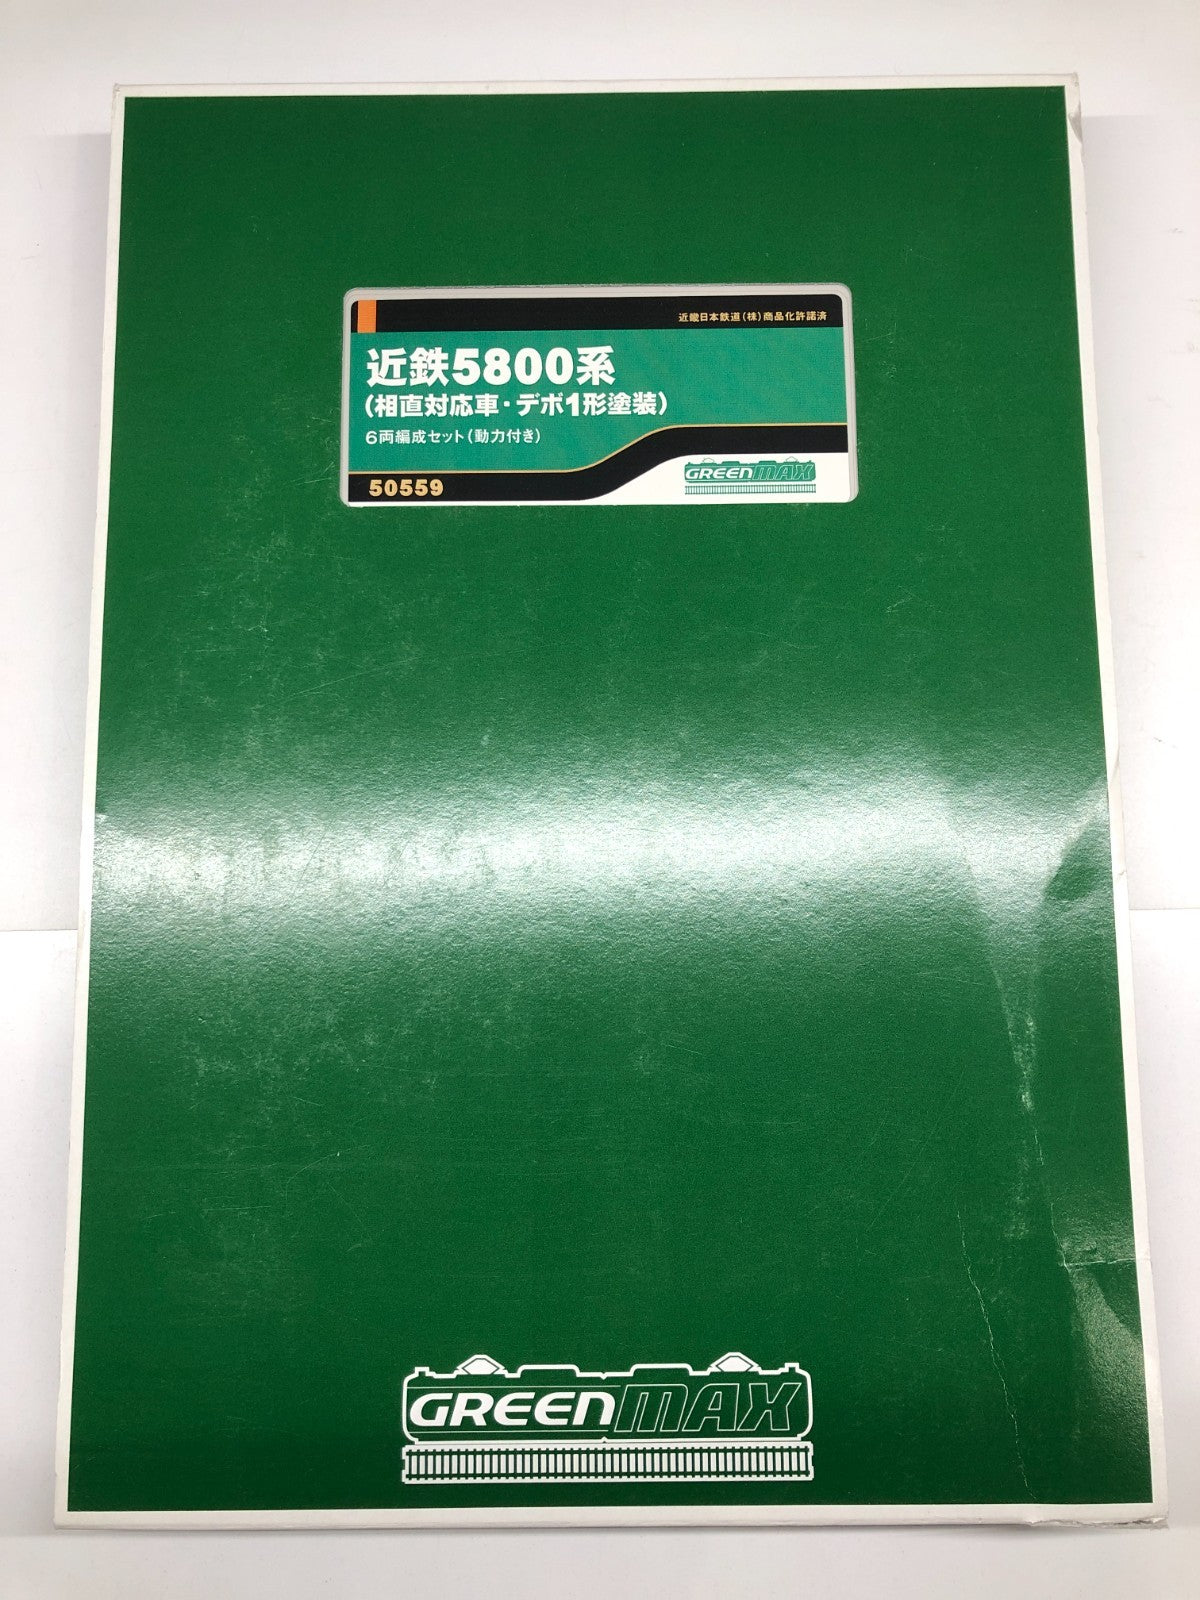 近畿日本鉄道(株)商品化許諾済
近鉄5800系
(相直対応車・デボ1形塗装)
6両編成セット(動力付き)
50559
GREENMAX
GREENMAX